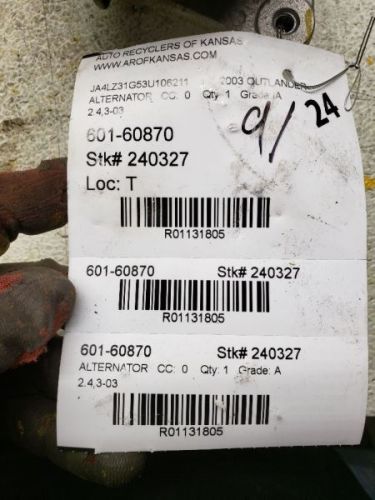 AUTO RECYCLERS OF KANSAS
WWW.AROFKANSAS.COM
JA4LZ31G53U106211 2003 OUTLANDER
ALTERNATOR CC: 0 Qty: 1 Grade: A
2.4,3-03
9/ 24
601-60870
Stk# 240327
Loc: T
R01131805
601-60870 Stk# 240327
R01131805
601-60870 Stk# 240327
ALTERNATOR CC: 0 Qty: 1 Grade: A
2.4,3-03
R01131805